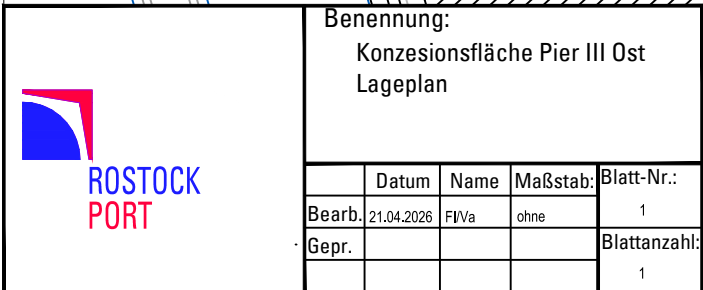 Benennung:
Konzesionsfläche Pier III Ost
Lageplan
ROSTOCK
PORT
Datum Name Maßstab: Blatt-Nr.:
Bearb. 21.04.2026 Fl/Va ohne 1
Gepr. Blattanzahl:
1